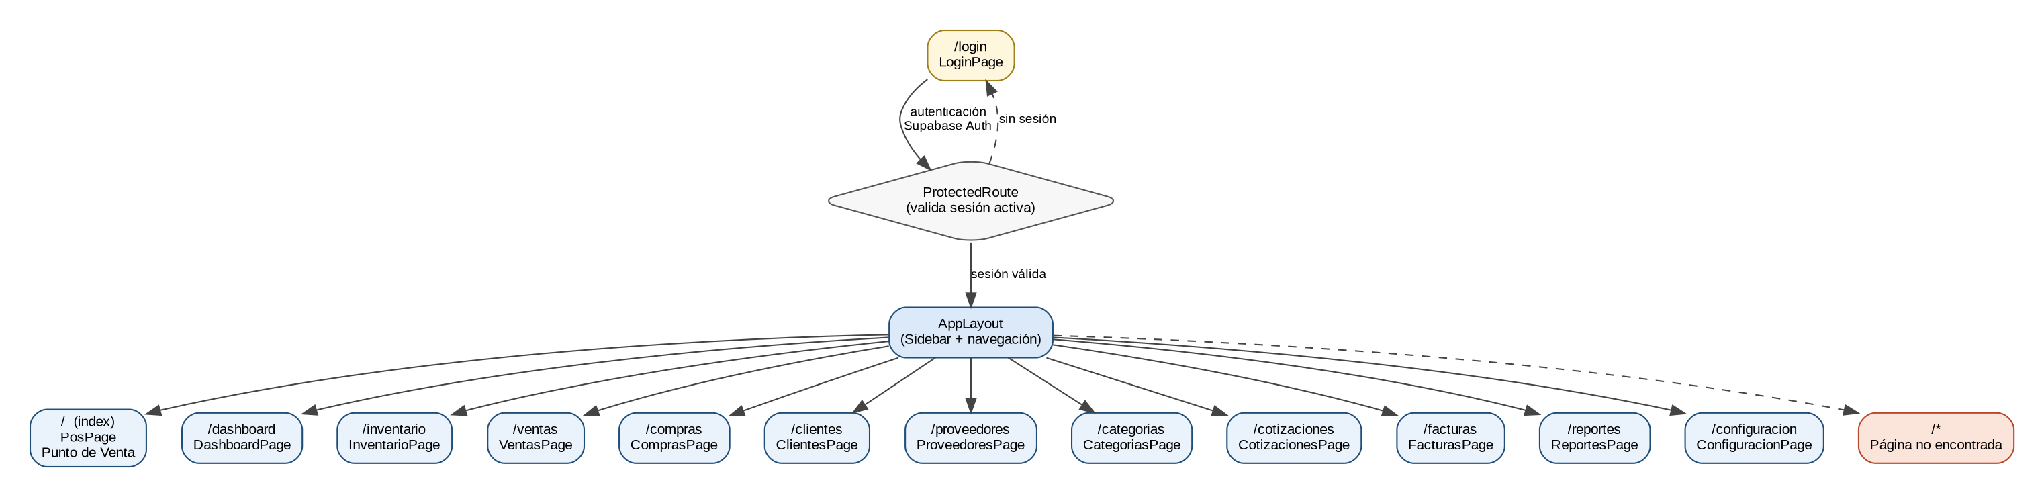 /login
LoginPage
autenticación
Supabase Auth
sin sesión
ProtectedRoute
(valida sesión activa)
sesión válida
AppLayout
(Sidebar + navegación)
/ (index)
PosPage
Punto de Venta
/dashboard
DashboardPage
/inventario
InventarioPage
/ventas
VentasPage
/compras
ComprasPage
/clientes
ClientesPage
/proveedores
ProveedoresPage
/categorias
CategoriasPage
/cotizaciones
CotizacionesPage
/facturas
FacturasPage
/reportes
ReportesPage
/configuracion
ConfiguracionPage
/*
Página no encontrada